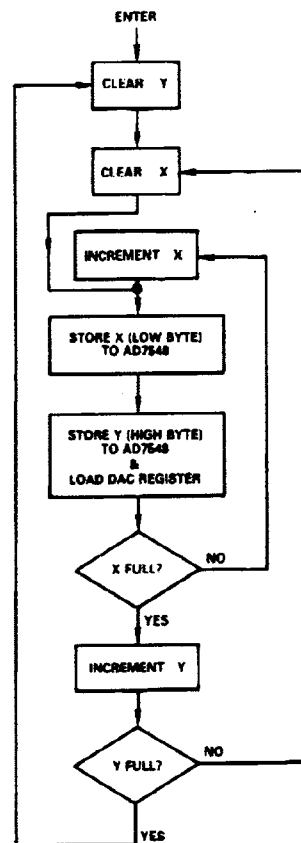 ENTER
CLEAR Y
CLEAR X
INCREMENT X
STORE X (LOW BYTE)
TO AD7548
STORE Y (HIGH BYTE)
TO AD7548
&
LOAD DAC REGISTER
X FULL?
NO
YES
INCREMENT Y
Y FULL?
NO
YES